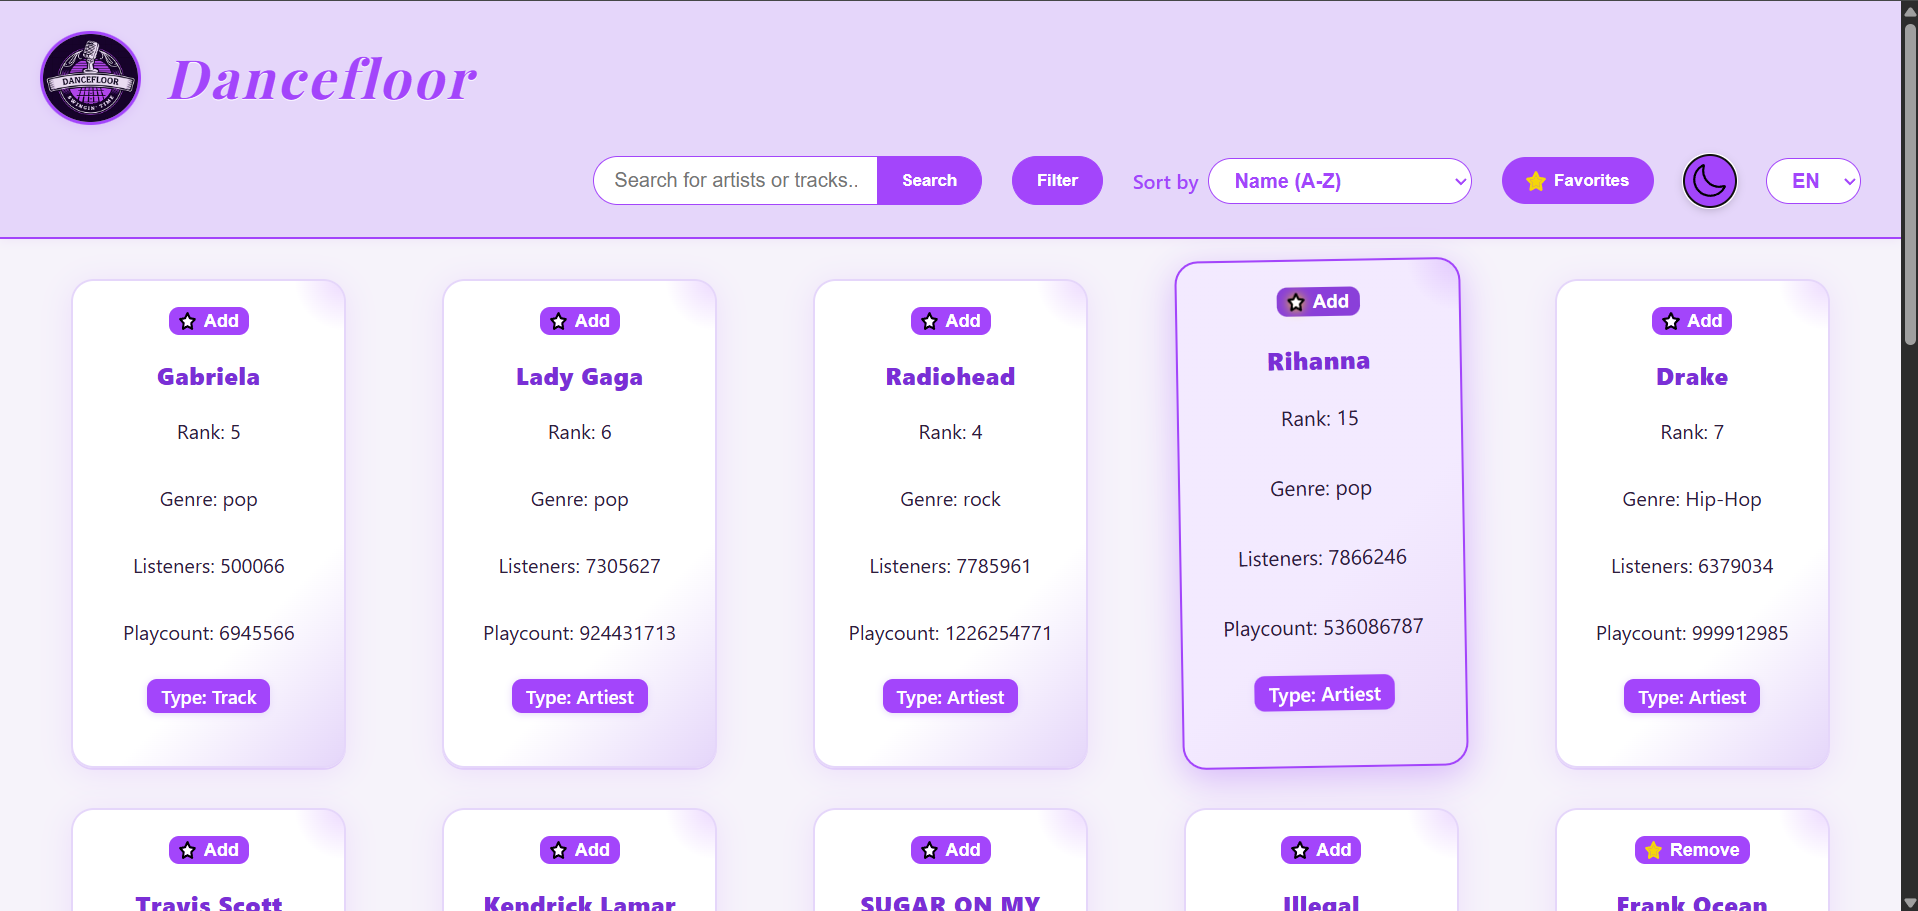 DANCEFLOOR
SWINGIN' TIME
Dancefloor
Search for artists or tracks..
Search
Filter
Sort by
Name (A-Z)
Favorites
EN
Add
Gabriela
Rank: 5
Genre: pop
Listeners: 500066
Playcount: 6945566
Type: Track
Add
Lady Gaga
Rank: 6
Genre: pop
Listeners: 7305627
Playcount: 924431713
Type: Artiest
Add
Radiohead
Rank: 4
Genre: rock
Listeners: 7785961
Playcount: 1226254771
Type: Artiest
Add
Rihanna
Rank: 15
Genre: pop
Listeners: 7866246
Playcount: 536086787
Type: Artiest
Add
Drake
Rank: 7
Genre: Hip-Hop
Listeners: 6379034
Playcount: 999912985
Type: Artiest
Add
Travis Scott
Add
Kendrick Lamar
Add
SUGAR ON MY
Add
Illegal
Remove
Frank Ocean